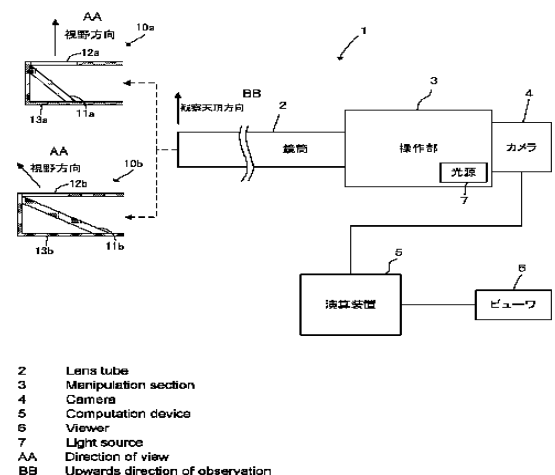 AA
視野方向
10a
12a
13a
11a
1
BB
観察天頂方向
2
鏡筒
3
操作部
光源
7
4
カメラ
AA
視野方向
10b
12b
13b
11b
5
演算装置
6
ビューワ
2 Lens tube
3 Manipulation section
4 Camera
5 Computation device
6 Viewer
7 Light source
AA Direction of view
BB Upwards direction of observation